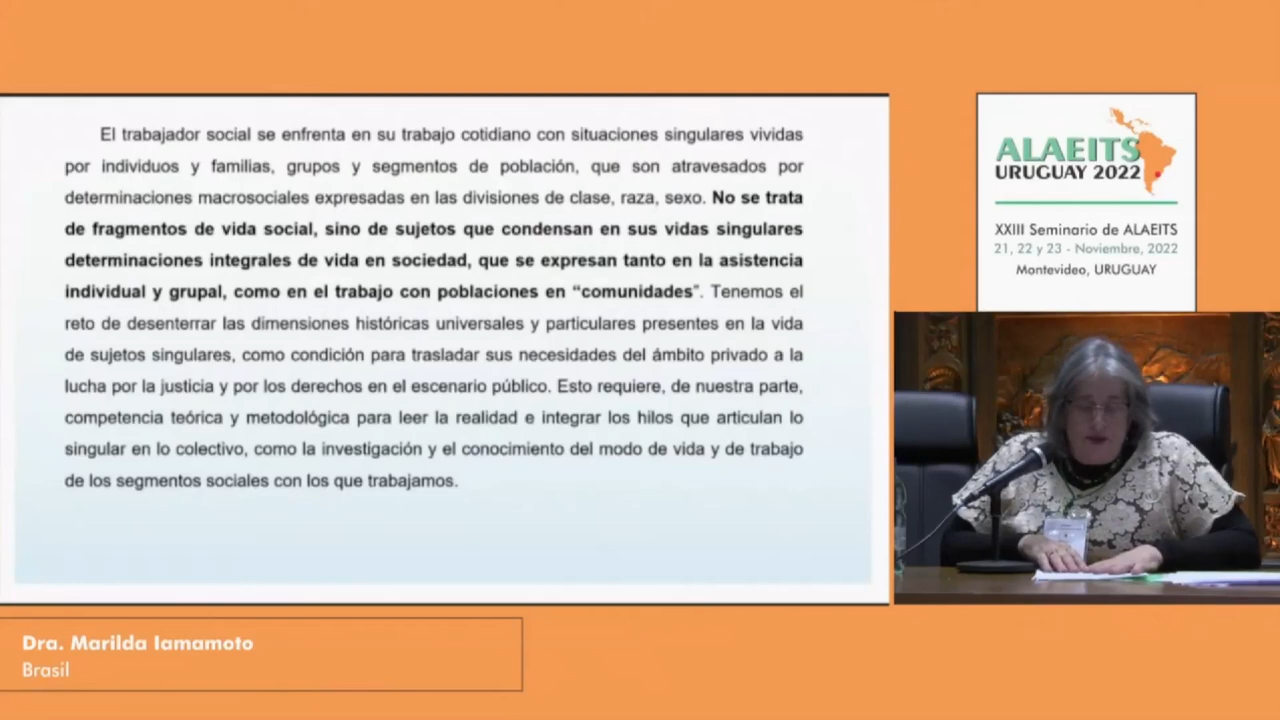 El trabajador social se enfrenta en su trabajo cotidiano con situaciones singulares vividas
por individuos y familias, grupos y segmentos de población, que son atravesados por
determinaciones macrosociales expresadas en las divisiones de clase, raza, sexo. No se trata
de fragmentos de vida social, sino de sujetos que condensan en sus vidas singulares
determinaciones integrales de vida en sociedad, que se expresan tanto en la asistencia
individual y grupal, como en el trabajo con poblaciones en “comunidades”. Tenemos el
reto de desenterrar las dimensiones históricas universales y particulares presentes en la vida
de sujetos singulares, como condición para trasladar sus necesidades del ámbito privado a la
lucha por la justicia y por los derechos en el escenario público. Esto requiere, de nuestra parte,
competencia teórica y metodológica para leer la realidad e integrar los hilos que articulan lo
singular en lo colectivo, como la investigación y el conocimiento del modo de vida y de trabajo
de los segmentos sociales con los que trabajamos.
ALAEITS
URUGUAY 2022
XXIII Seminario de ALAEITS
21, 22 y 23 - Noviembre, 2022
Montevideo, URUGUAY
Dra. Marilda Iamamoto
Brasil